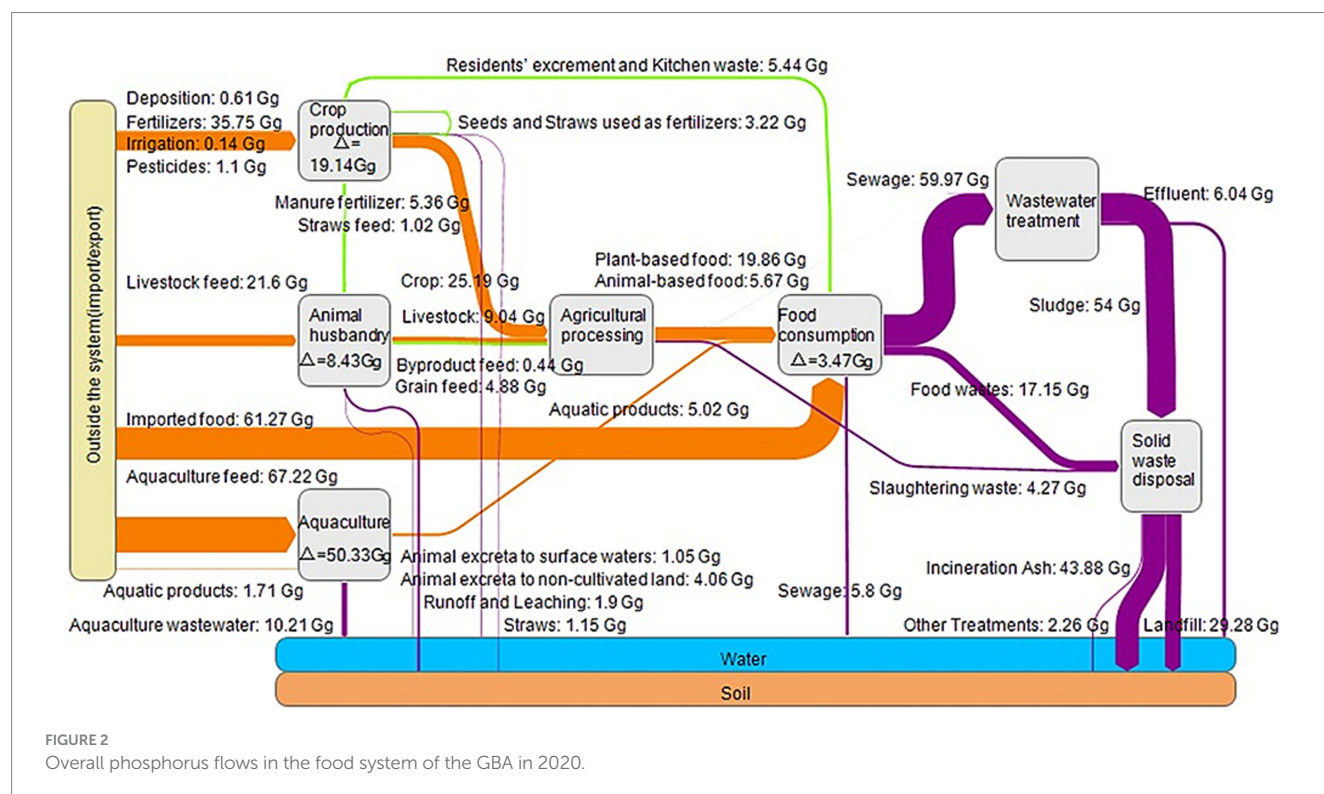 Residents' excrement and Kitchen waste: 5.44 Gg
Outside the system(import/export)
Deposition: 0.61 Gg
Fertilizers: 35.75 Gg
Irrigation: 0.14 Gg
Pesticides: 1.1 Gg
Crop
production
△=
19.14Gg
Seeds and Straws used as fertilizers: 3.22 Gg
Manure fertilizer: 5.36 Gg
Straws feed: 1.02 Gg
Sewage: 59.97 Gg
Wastewater
treatment
Effluent: 6.04 Gg
Livestock feed: 21.6 Gg
Animal
husbandry
△=8.43Gg
Crop: 25.19 Gg
Livestock: 9.04 Gg
Byproduct feed: 0.44 Gg
Grain feed: 4.88 Gg
Agricultural
processing
Plant-based food: 19.86 Gg
Animal-based food:5.67 Gg
Food
consumption
△=3.47Gg
Sludge: 54 Gg
Food wastes: 17.15 Gg
Imported food: 61.27 Gg
Aquatic products: 5.02 Gg
Solid
waste
disposal
Slaughtering waste: 4.27 Gg
Aquaculture feed: 67.22 Gg
Aquaculture
△=50.33Gg
Aquatic products: 1.71 Gg
Aquaculture wastewater: 10.21 Gg
Animal excreta to surface waters: 1.05 Gg
Animal excreta to non-cultivated land: 4.06 Gg
Runoff and Leaching: 1.9 Gg
Straws: 1.15 Gg
Sewage: 5.8 Gg
Incineration Ash: 43.88 Gg
Other Treatments: 2.26 Gg
Landfill: 29.28 Gg
Water
Soil
FIGURE 2
Overall phosphorus flows in the food system of the GBA in 2020.